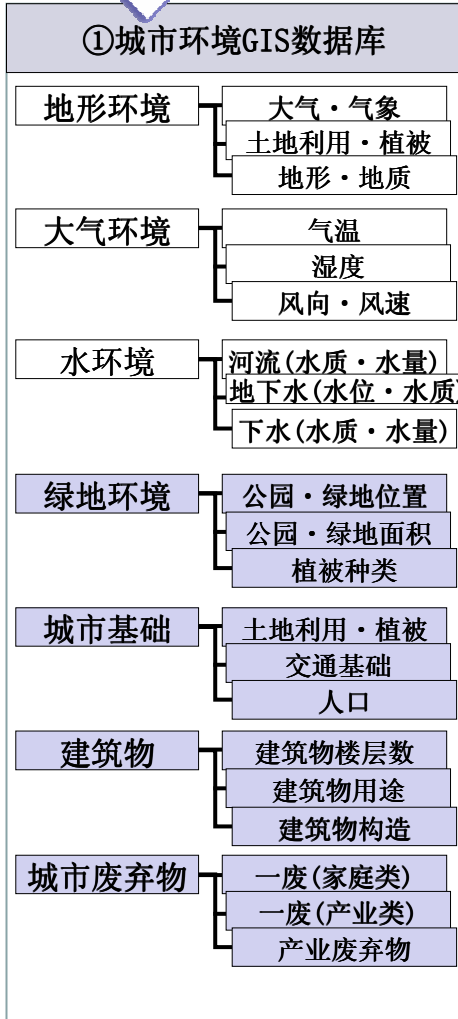 ①城市环境GIS数据库
地形环境
大气・气象
土地利用・植被
地形・地质
大气环境
气温
湿度
风向・风速
水环境
河流(水质・水量)
地下水(水位・水质)
下水(水质・水量)
绿地环境
公园・绿地位置
公园・绿地面积
植被种类
城市基础
土地利用・植被
交通基础
人口
建筑物
建筑物楼层数
建筑物用途
建筑物构造
城市废弃物
一废(家庭类)
一废(产业类)
产业废弃物